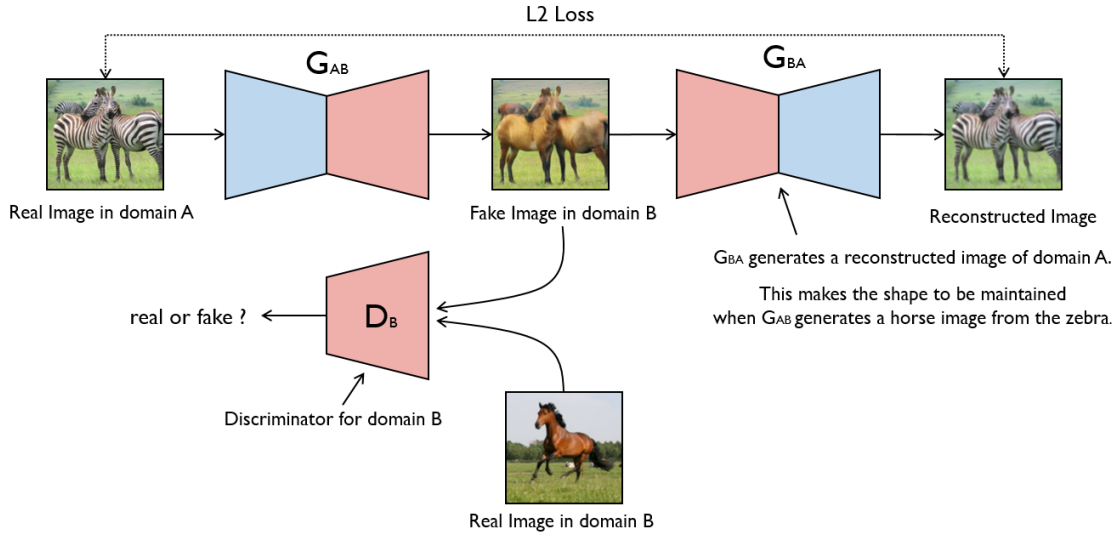 L2 Loss
GAB
GBA
Real Image in domain A
Fake Image in domain B
Reconstructed Image
GBA generates a reconstructed image of domain A.
This makes the shape to be maintained
when GAB generates a horse image from the zebra.
real or fake ?
DB
Discriminator for domain B
Real Image in domain B